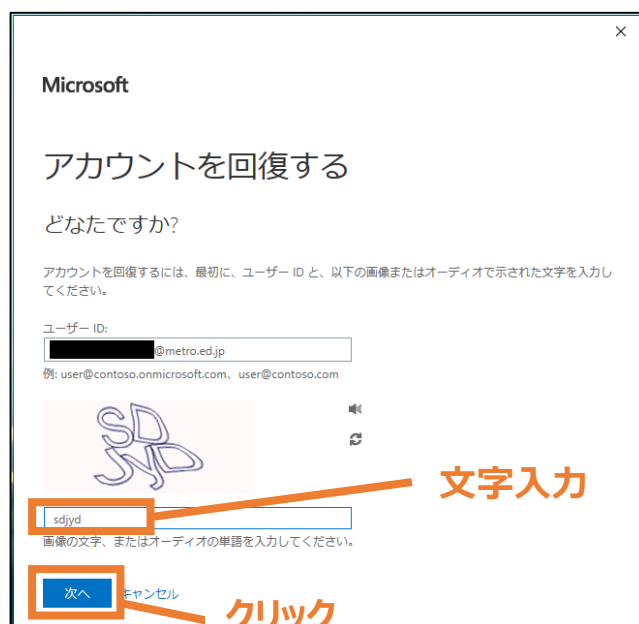 ×
Microsoft
アカウントを回復する
どなたですか?
アカウントを回復するには、最初に、ユーザー ID と、以下の画像またはオーディオで示された文字を入力し
てください。
ユーザー ID:
@metro.ed.jp
例: user@contoso.onmicrosoft.com、user@contoso.com
SD
JYJD
文字入力
sdjyd
画像の文字、またはオーディオの単語を入力してください。
次へ キャンセル
クリック